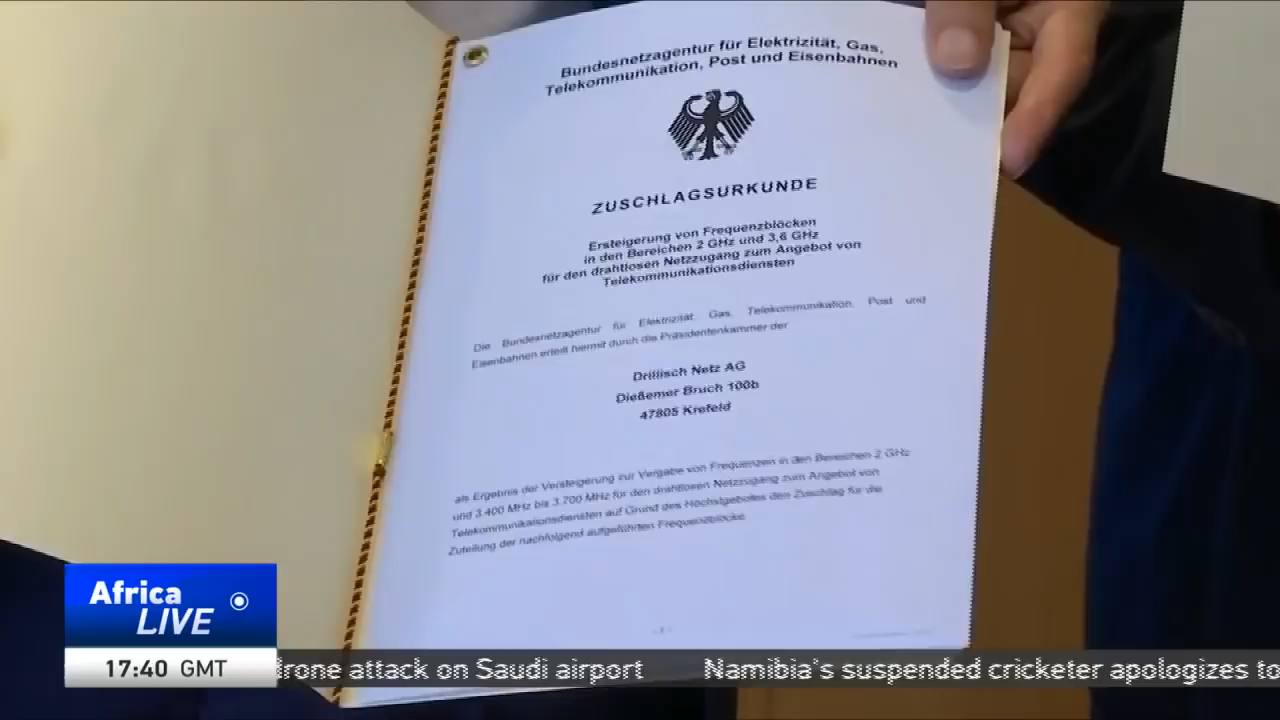 Bundesnetzagentur für Elektrizität, Gas,
Telekommunikation, Post und Eisenbahnen
ZUSCHLAGSURKUNDE
Ersteigerung von Frequenzblöcken
in den Bereichen 2 GHz und 3,6 GHz
für den drahtlosen Netzzugang zum Angebot von
Telekommunikationsdiensten
Die Bundesnetzagentur für Elektrizität, Gas, Telekommunikation, Post und
Eisenbahnen erteilt hiermit durch die Präsidentenkammer der
Drillisch Netz AG
Dießemer Bruch 100b
47805 Krefeld
als Ergebnis der Versteigerung zur Vergabe von Frequenzen in den Bereichen 2 GHz
und 3.400 MHz bis 3.700 MHz für den drahtlosen Netzzugang zum Angebot von
Telekommunikationsdiensten auf Grund des Höchstgebotes den Zuschlag für die
Zuteilung der nachfolgend aufgeführten Frequenzblöcke
Africa
LIVE
17:40 GMT
drone attack on Saudi airport Namibia's suspended cricketer apologizes to